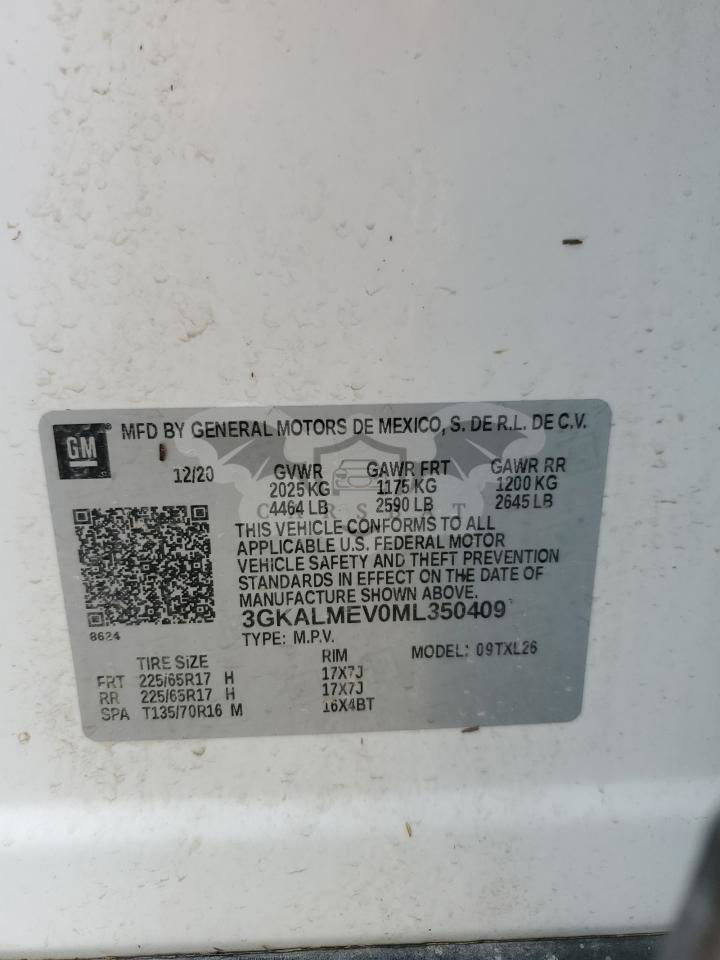 GM ® MFD BY GENERAL MOTORS DE MEXICO, S. DE R.L. DE C.V.
12/20 GVWR GAWR FRT GAWR RR
2025 KG 1175 KG 1200 KG
4464 LB 2590 LB 2645 LB
THIS VEHICLE CONFORMS TO ALL
APPLICABLE U.S. FEDERAL MOTOR
VEHICLE SAFETY AND THEFT PREVENTION
STANDARDS IN EFFECT ON THE DATE OF
MANUFACTURE SHOWN ABOVE.
3GKALMEV0ML350409
8624
TYPE: M.P.V. MODEL: 09TXL26
TIRE SIZE RIM
FRT 225/65R17 H 17X7J
RR 225/65R17 H 17X7J
SPA T135/70R16 M 16X4BT